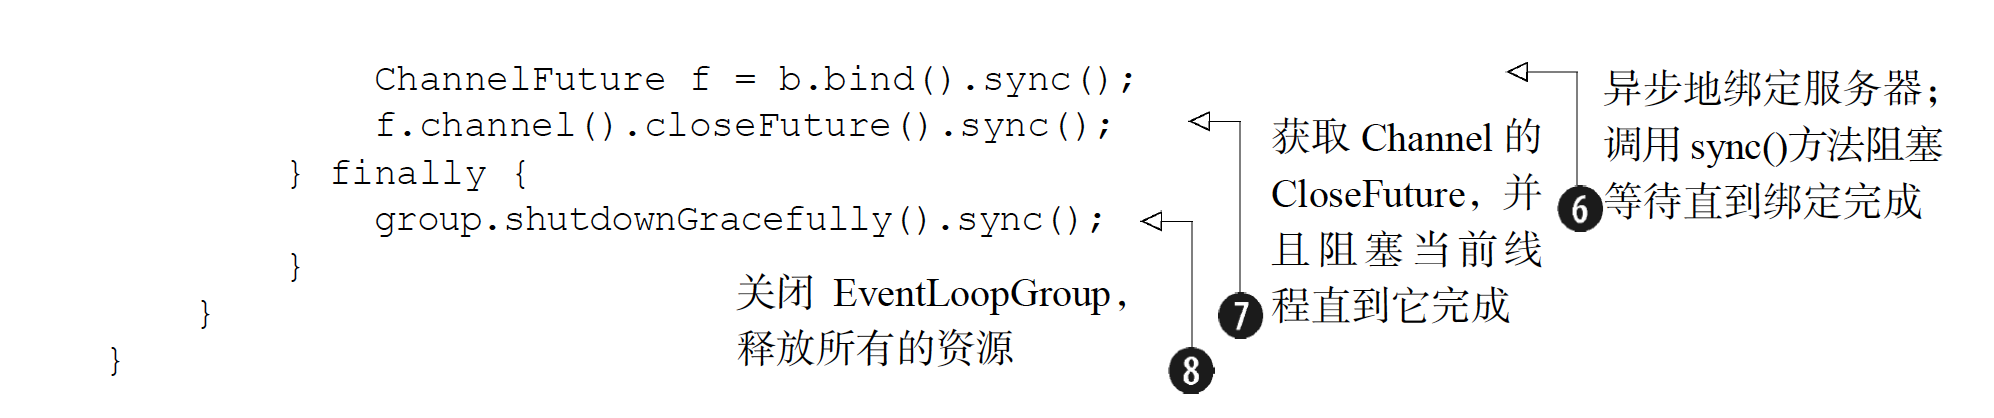 ChannelFuture f = b.bind().sync();
f.channel().closeFuture().sync();
} finally {
group.shutdownGracefully().sync();
}
}
}
异步地绑定服务器；
调用 sync()方法阻塞
等待直到绑定完成
6
获取 Channel 的
CloseFuture，并
且阻塞当前线
程直到它完成
7
关闭 EventLoopGroup，
释放所有的资源
8